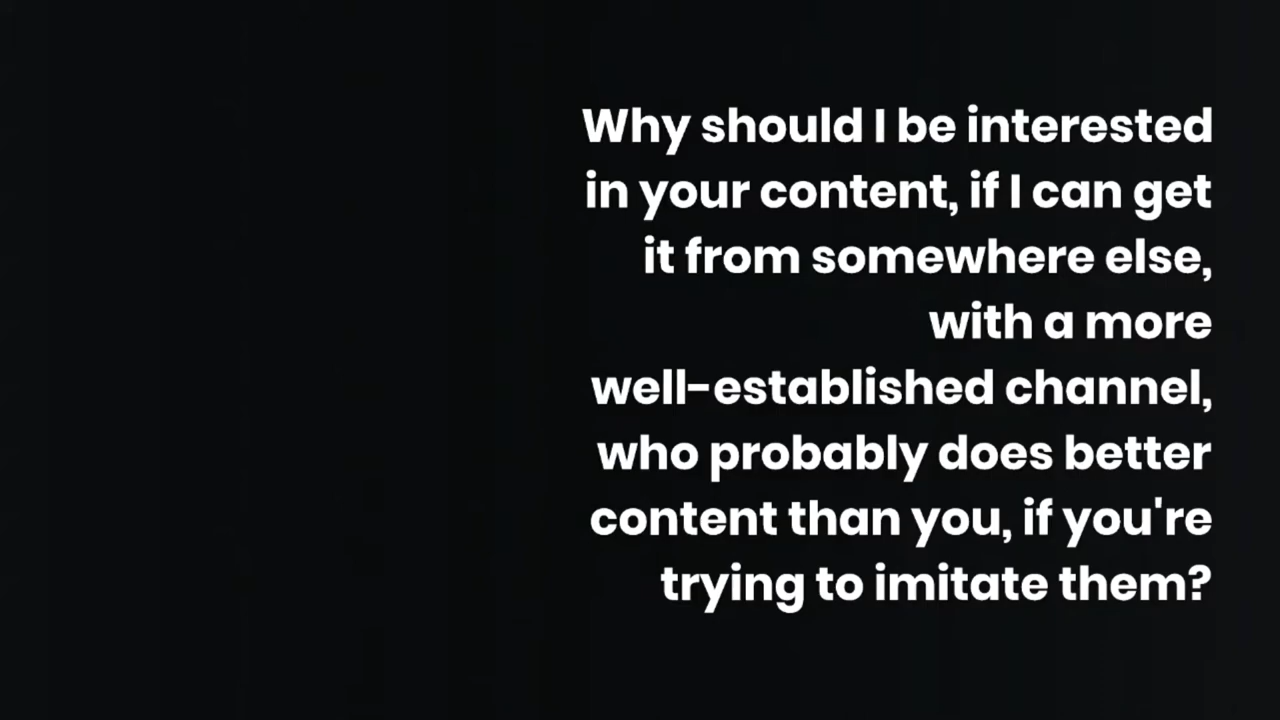 Why should I be interested
in your content, if I can get
it from somewhere else,
with a more
well-established channel,
who probably does better
content than you, if you're
trying to imitate them?